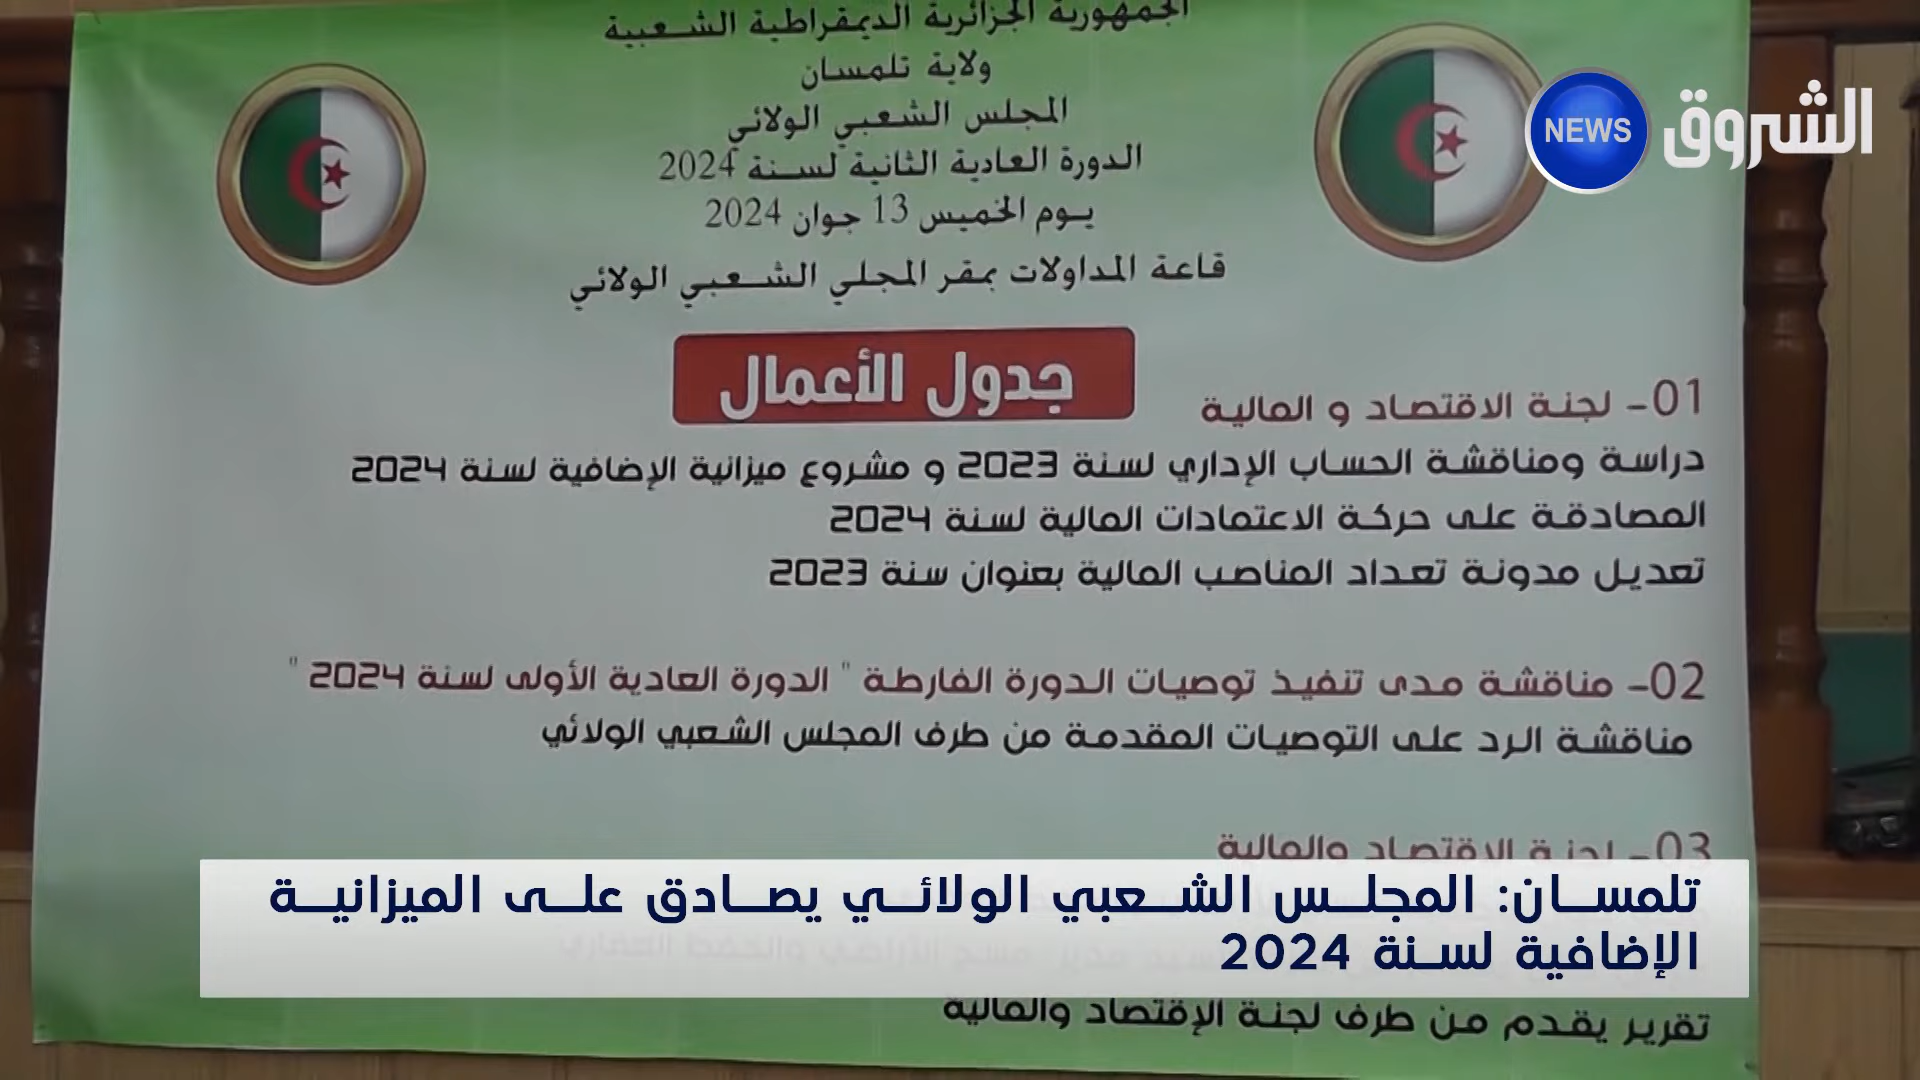 الجمهورية الجزائرية الديمقراطية الشعبية
ولاية تلمسان
المجلس الشعبي الولائي
الدورة العادية الثانية لسنة 2024
يوم الخميس 13 جوان 2024
قاعة المداولات بمقر المجلي الشعبي الولائي
NEWS الشروق
جدول الأعمال
01- لجنة الاقتصاد و المالية
دراسة ومناقشة الحساب الإداري لسنة 2023 و مشروع ميزانية الإضافية لسنة 2024
المصادقة على حركة الاعتمادات المالية لسنة 2024
تعديل مدونة تعداد المناصب المالية بعنوان سنة 2023
02- مناقشة مدى تنفيذ توصيات الدورة الفارطة " الدورة العادية الأولى لسنة 2024 "
مناقشة الرد على التوصيات المقدمة من طرف المجلس الشعبي الولائي
03- لجنة الاقتصاد والمالية
تلمسان: المجلس الشعبي الولائي يصادق على الميزانية
الإضافية لسنة 2024
تقرير يقدم من طرف لجنة الإقتصاد والمالية